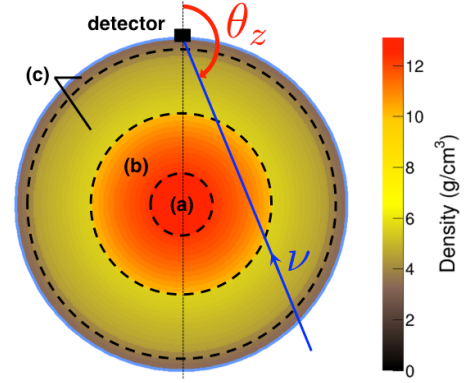 detector
θz
(c)
(b)
(a)
ν
12
10
8
6
4
2
0
Density (g/cm³)